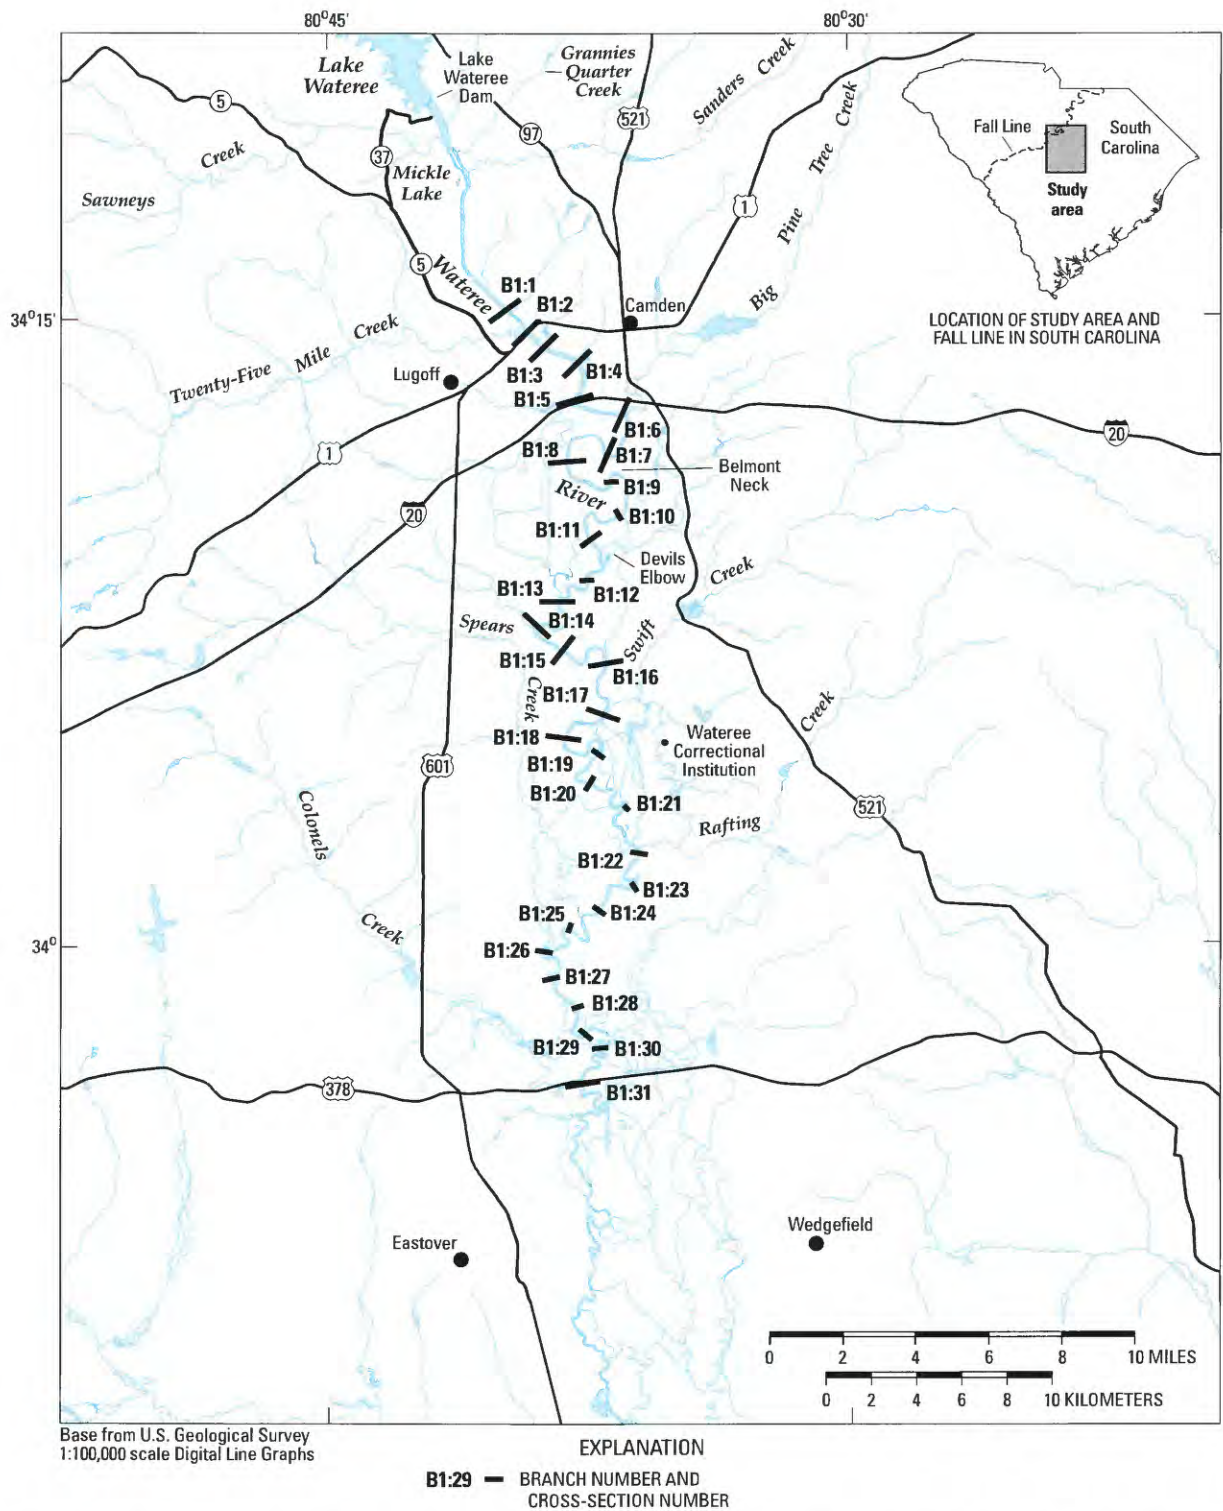 80°45'
80°30'
Lake
Wateree
Lake
Wateree
Dam
Grannies
Quarter
Creek
Sanders Creek
521
97
5
37
Creek
Sawneys
Mickle
Lake
Big Pine Tree Creek
1
Fall Line
South
Carolina
Study
area
LOCATION OF STUDY AREA AND
FALL LINE IN SOUTH CAROLINA
5
Wateree
B1:1
B1:2
Camden
34°15'
Twenty-Five Mile Creek
Lugoff
B1:3
B1:4
B1:5
B1:6
20
1
B1:8
B1:7
Belmont
Neck
B1:9
River
20
B1:10
B1:11
Devils
Elbow
Creek
B1:13
B1:12
Spears
B1:14
Swift
B1:15
B1:16
Creek
B1:17
Creek
B1:18
Wateree
Correctional
Institution
B1:19
601
B1:20
B1:21
521
Colonels
Rafting
B1:22
B1:23
B1:25
B1:24
Creek
34°
B1:26
B1:27
B1:28
B1:29
B1:30
378
B1:31
Eastover
Wedgefield
0 2 4 6 8 10 MILES
0 2 4 6 8 10 KILOMETERS
Base from U.S. Geological Survey
1:100,000 scale Digital Line Graphs
EXPLANATION
B1:29 BRANCH NUMBER AND
CROSS-SECTION NUMBER